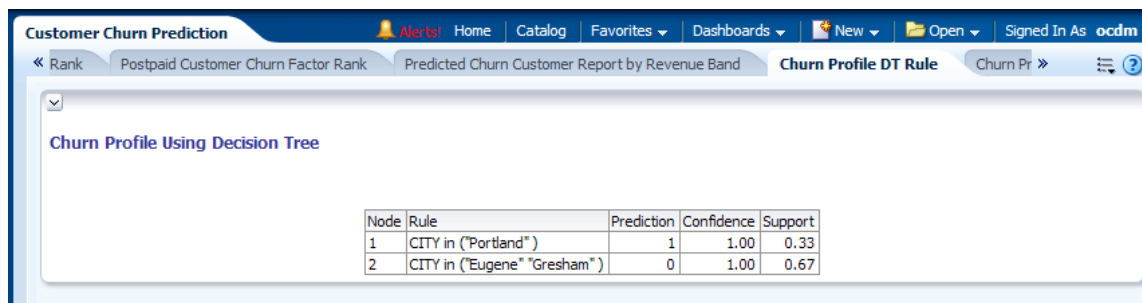 Customer Churn Prediction Alerts! Home Catalog Favorites Dashboards New Open Signed In As ocdm
« Rank Postpaid Customer Churn Factor Rank Predicted Churn Customer Report by Revenue Band Churn Profile DT Rule Churn Pr » ?
Churn Profile Using Decision Tree
Node Rule Prediction Confidence Support
1 CITY in ("Portland" ) 1 1.00 0.33
2 CITY in ("Eugene" "Gresham" ) 0 1.00 0.67